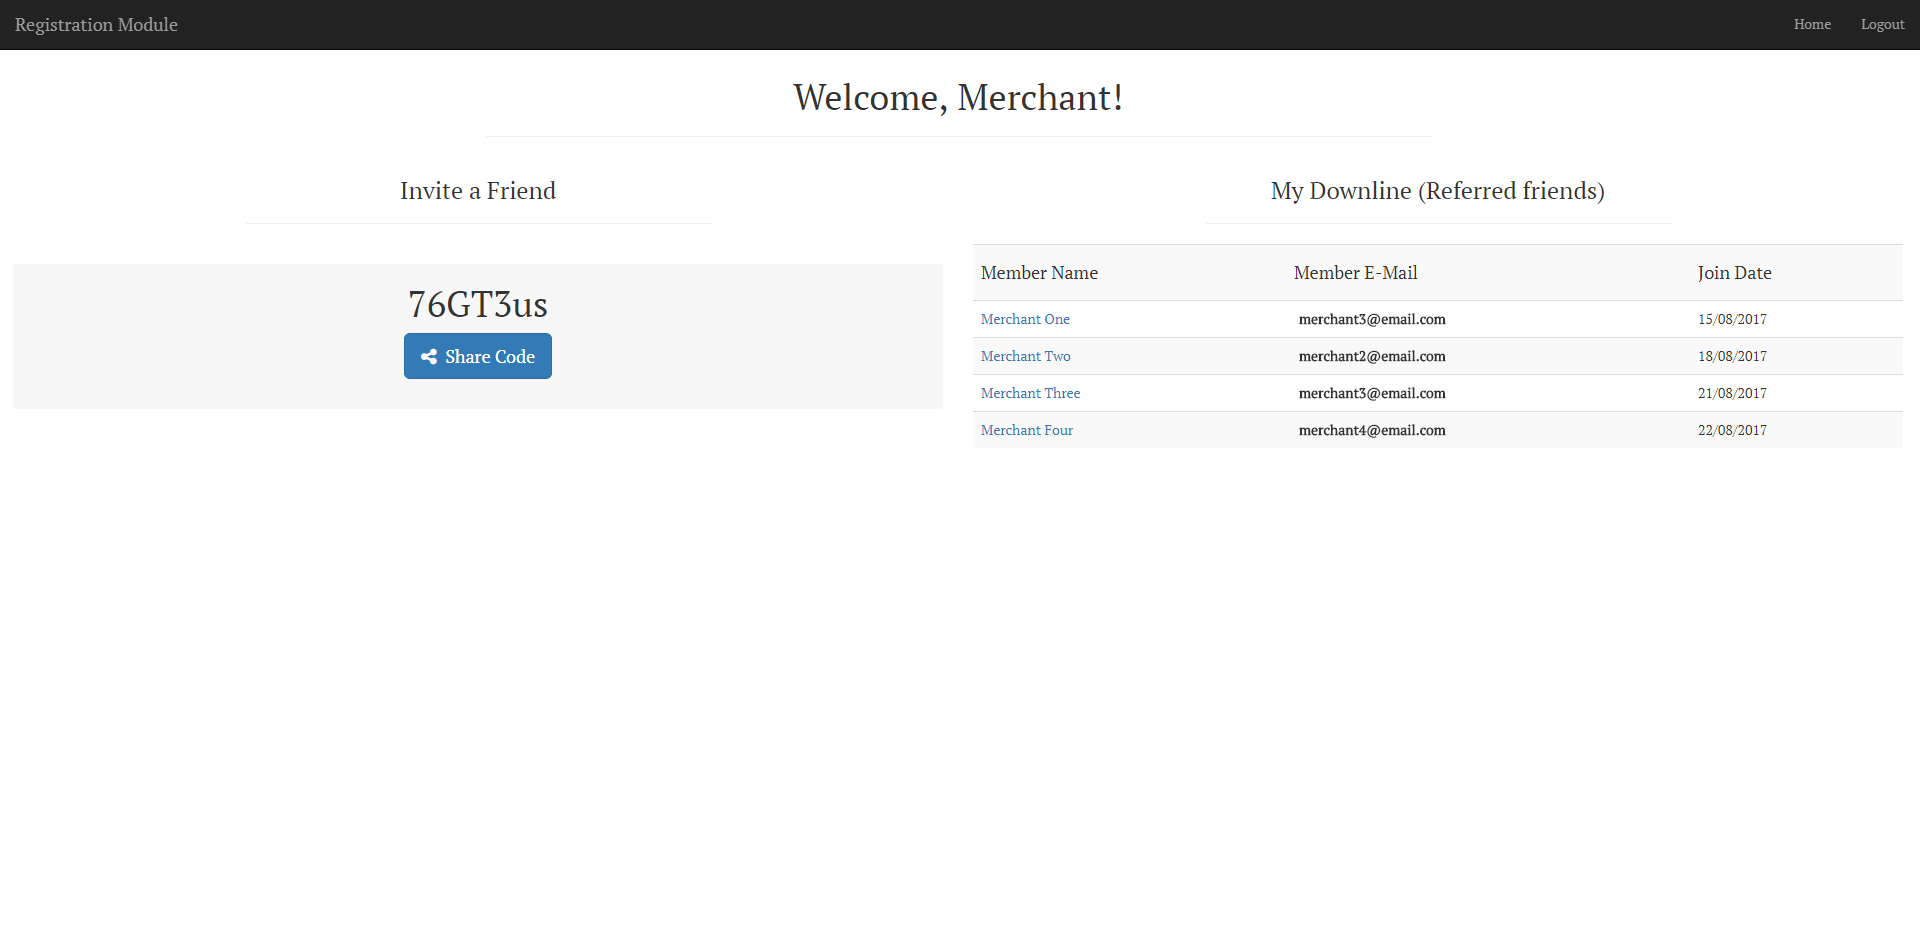 Registration Module Home Logout
Welcome, Merchant!
Invite a Friend
76GT3us
Share Code
My Downline (Referred friends)
Member Name Member E-Mail Join Date
Merchant One merchant3@email.com 15/08/2017
Merchant Two merchant2@email.com 18/08/2017
Merchant Three merchant3@email.com 21/08/2017
Merchant Four merchant4@email.com 22/08/2017